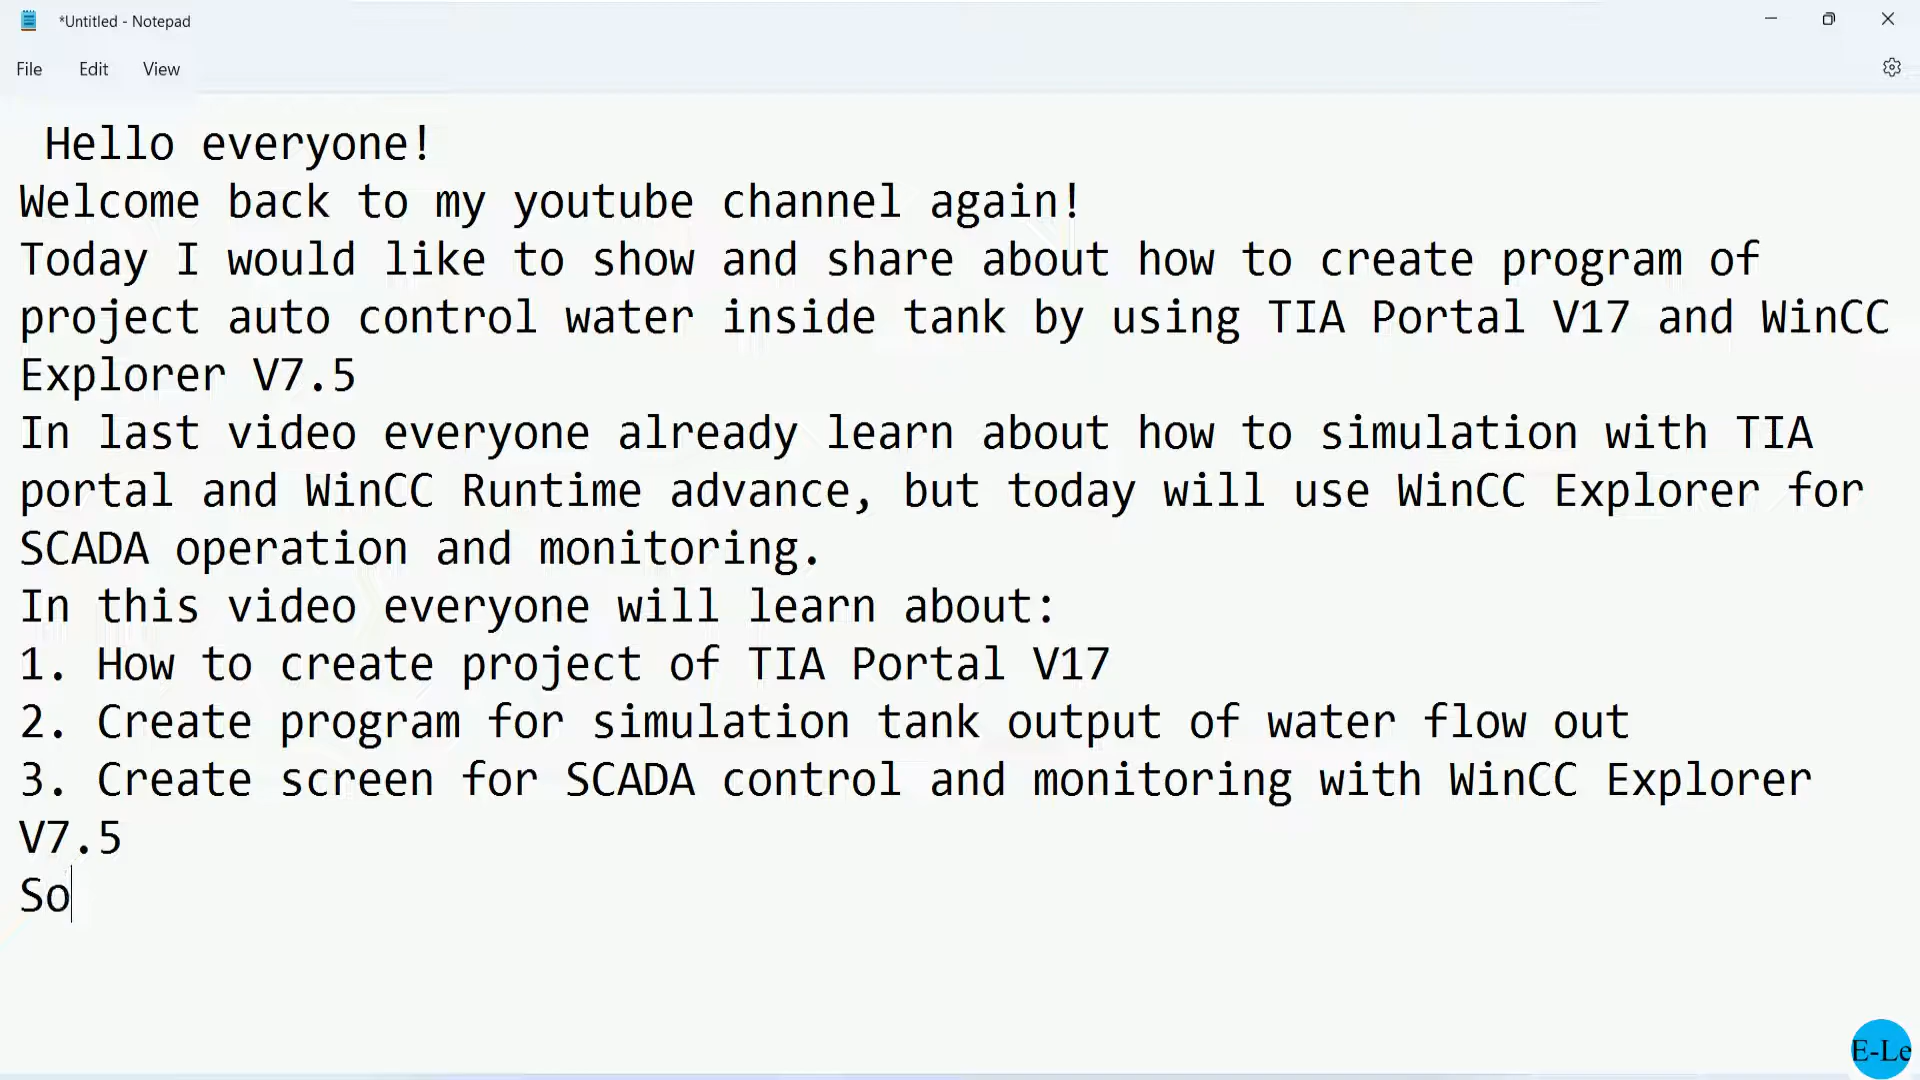 *Untitled - Notepad
File Edit View
Hello everyone!
Welcome back to my youtube channel again!
Today I would like to show and share about how to create program of
project auto control water inside tank by using TIA Portal V17 and WinCC
Explorer V7.5
In last video everyone already learn about how to simulation with TIA
portal and WinCC Runtime advance, but today will use WinCC Explorer for
SCADA operation and monitoring.
In this video everyone will learn about:
1. How to create project of TIA Portal V17
2. Create program for simulation tank output of water flow out
3. Create screen for SCADA control and monitoring with WinCC Explorer
V7.5
So
E-Le